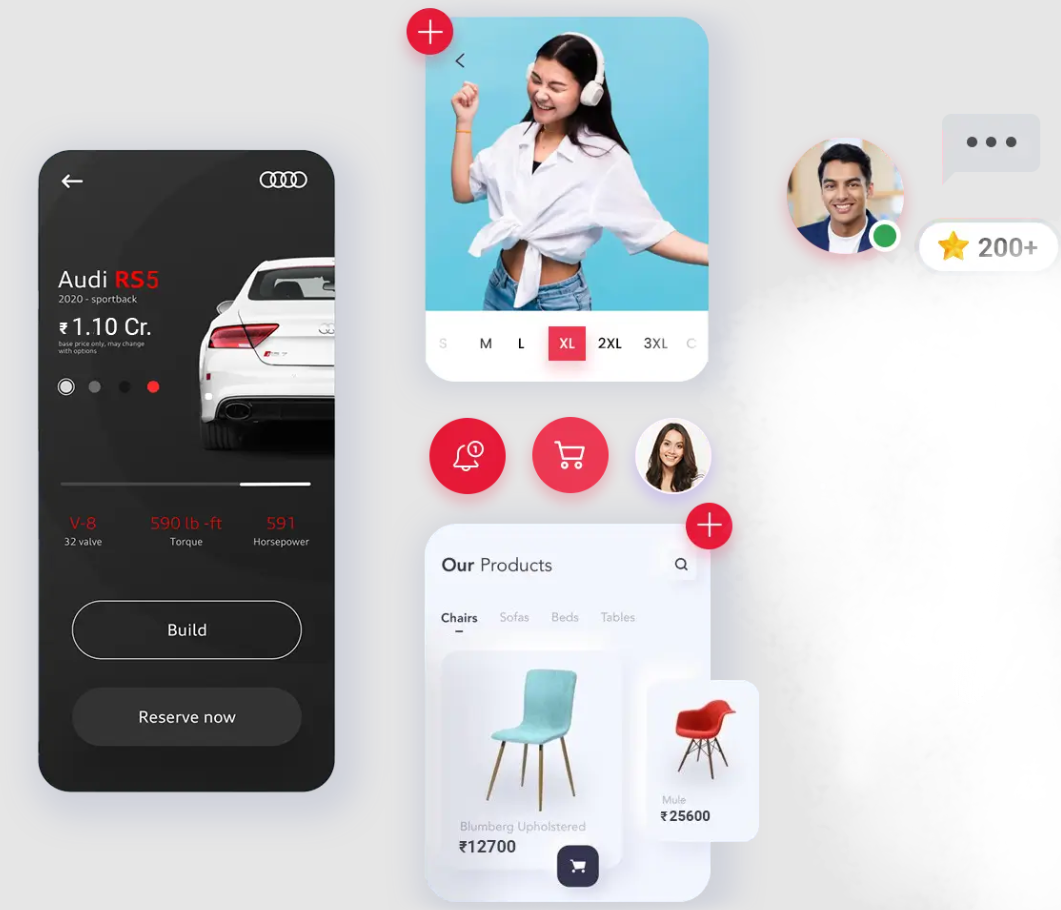 Audi RS5
2020 - sportback
₹ 1.10 Cr.
base price only, may change
with options
V-8
32 valve
590 lb -ft
Torque
591
Horsepower
Build
Reserve now
S M L XL 2XL 3XL C
1
200+
Our Products
Chairs Sofas Beds Tables
Blumberg Upholstered
₹12700
Mule
₹25600